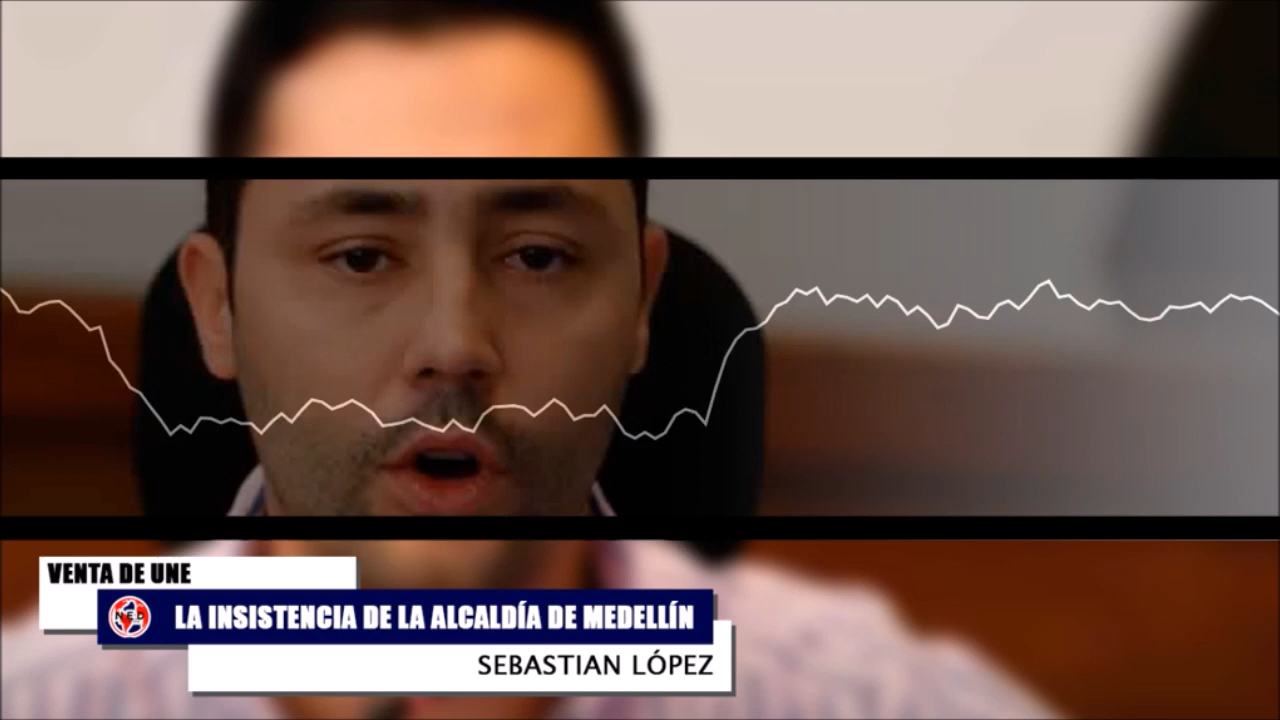 VENTA DE UNE
LA INSISTENCIA DE LA ALCALDÍA DE MEDELLÍN
SEBASTIAN LÓPEZ